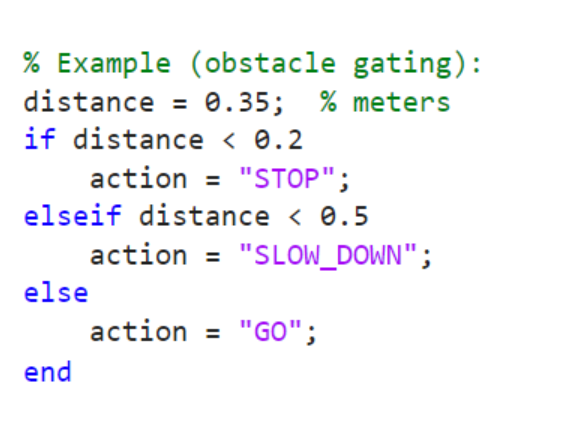 % Example (obstacle gating):
distance = 0.35;  % meters
if distance < 0.2
    action = "STOP";
elseif distance < 0.5
    action = "SLOW_DOWN";
else
    action = "GO";
end